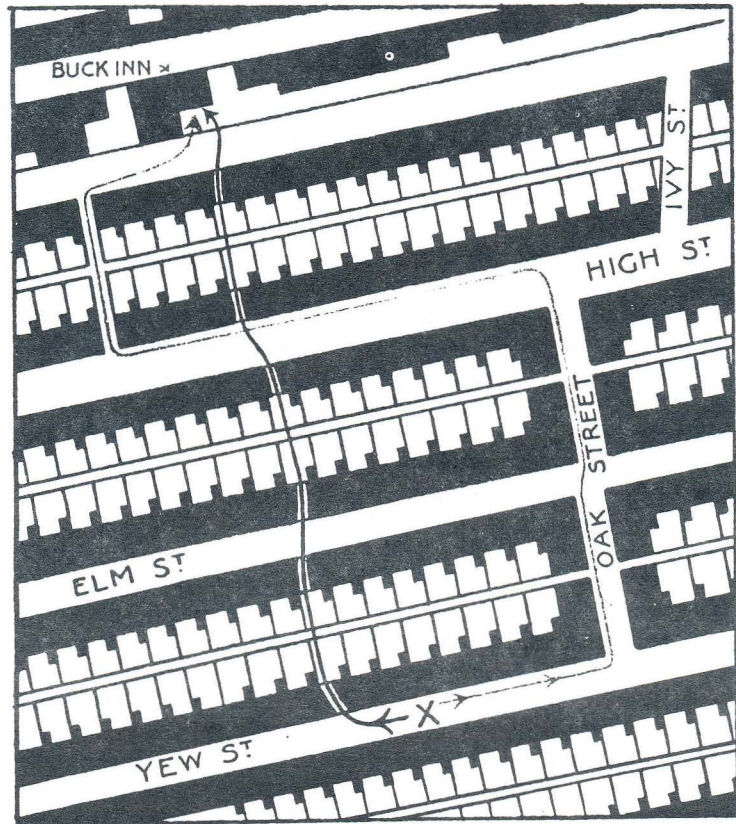 BUCK INN
IVY ST
HIGH ST
OAK STREET
ELM ST
X
YEW ST